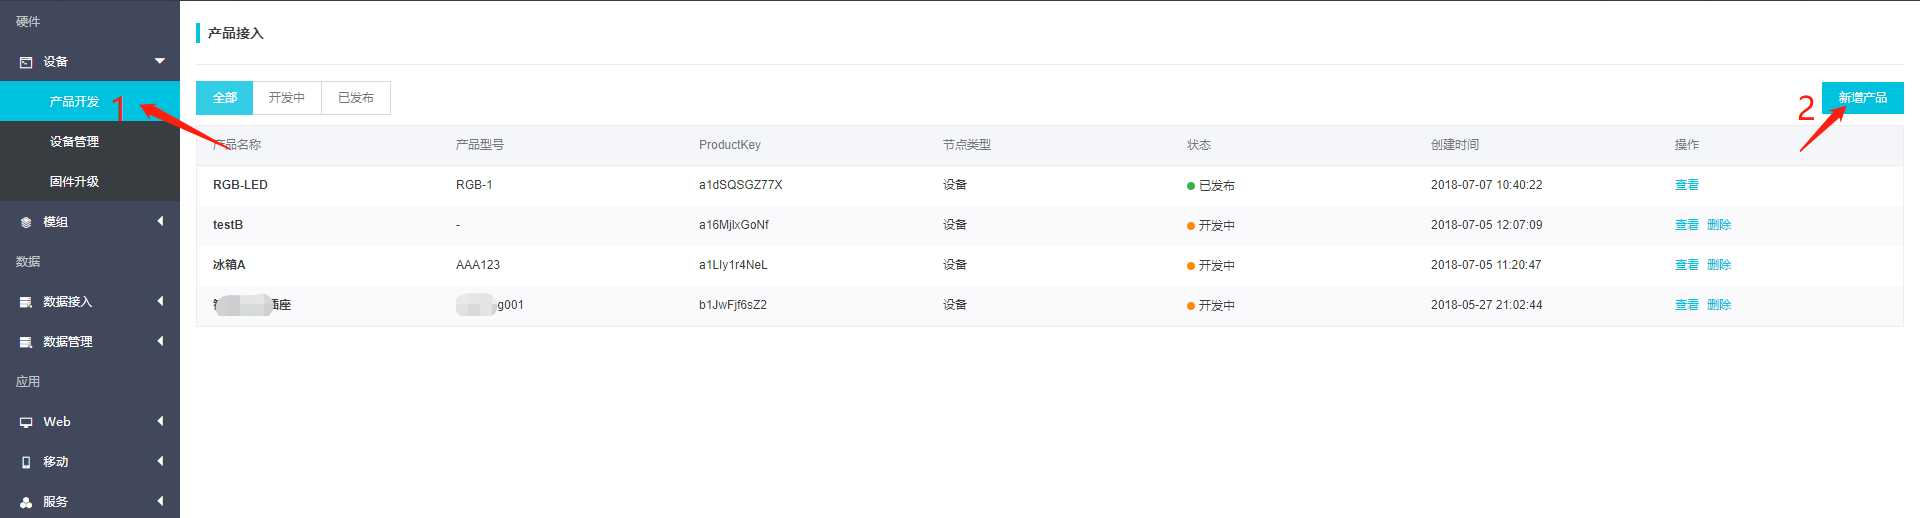 硬件
设备
产品开发
设备管理
固件升级
模组
数据
数据接入
数据管理
应用
Web
移动
服务
1
产品接入
全部 开发中 已发布
2 新增产品
产品名称 产品型号 ProductKey 节点类型 状态 创建时间 操作
RGB-LED RGB-1 a1dSQSGZ77X 设备 已发布 2018-07-07 10:40:22 查看
testB - a16MjlxGoNf 设备 开发中 2018-07-05 12:07:09 查看 删除
冰箱A AAA123 a1Lly1r4NeL 设备 开发中 2018-07-05 11:20:47 查看 删除
插座 g001 b1JwFjf6sZ2 设备 开发中 2018-05-27 21:02:44 查看 删除